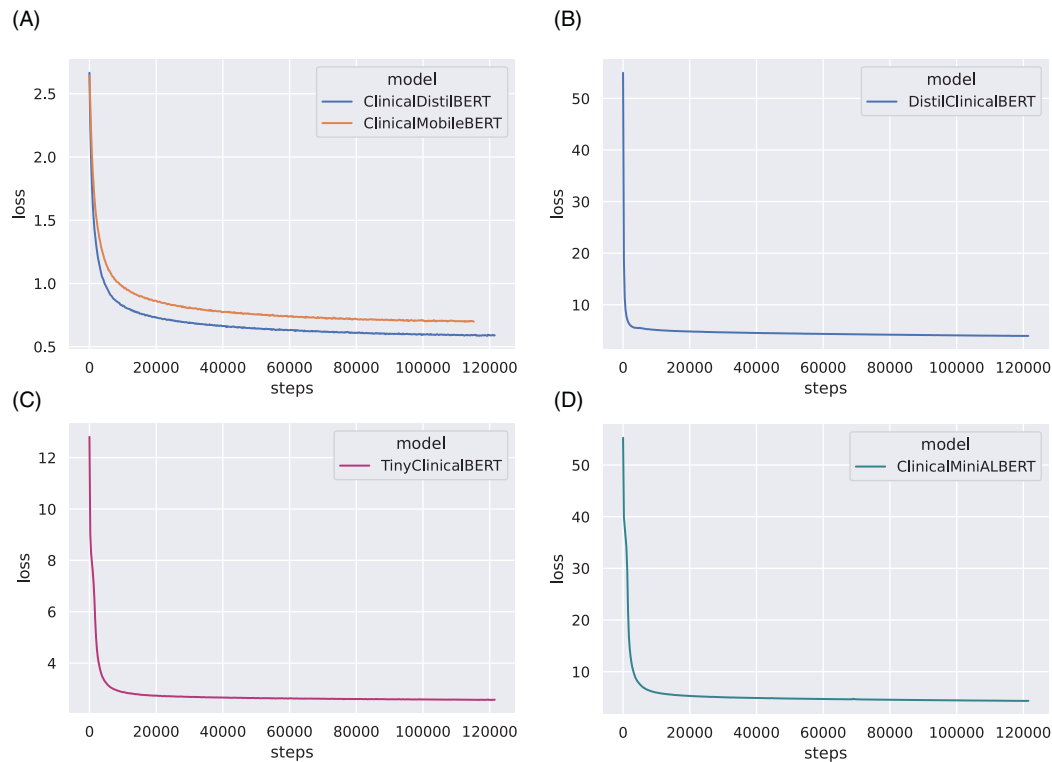 (A)
model
ClinicalDistilBERT
ClinicalMobileBERT
2.5
2.0
1.5
1.0
0.5
loss
0 20000 40000 60000 80000 100000 120000
steps
(B)
model
DistilClinicalBERT
50
40
30
20
10
loss
0 20000 40000 60000 80000 100000 120000
steps
(C)
model
TinyClinicalBERT
12
10
8
6
4
loss
0 20000 40000 60000 80000 100000 120000
steps
(D)
model
ClinicalMiniALBERT
50
40
30
20
10
loss
0 20000 40000 60000 80000 100000 120000
steps